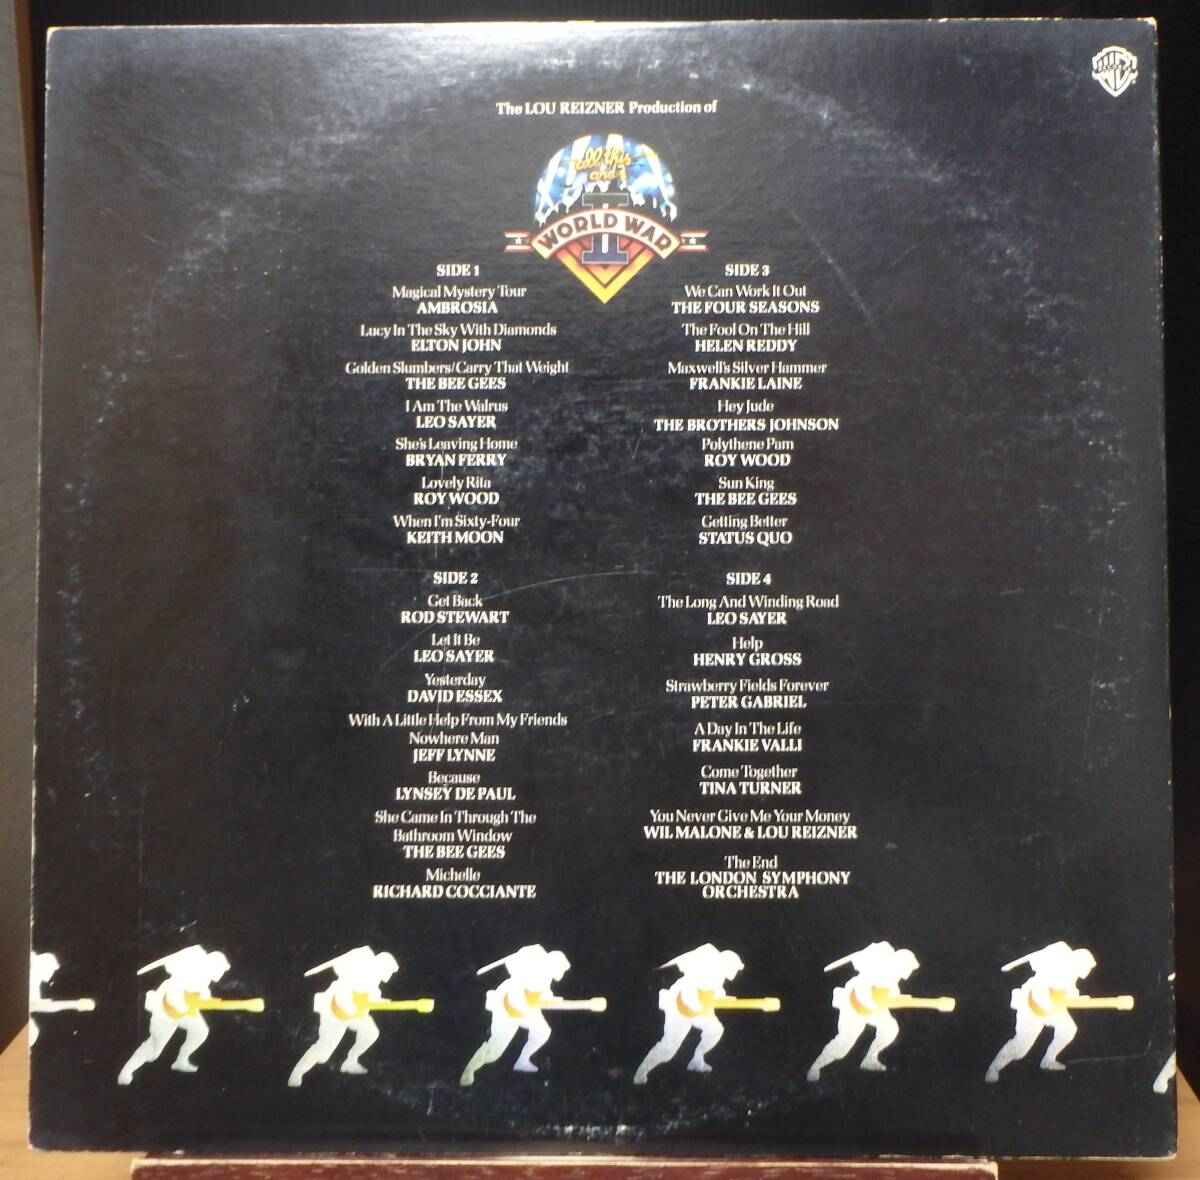 The LOU REIZNER Production of
all this
and
WORLD WAR
II
SIDE 1
Magical Mystery Tour
AMBROSIA
Lucy In The Sky With Diamonds
ELTON JOHN
Golden Slumbers/Carry That Weight
THE BEE GEES
I Am The Walrus
LEO SAYER
She's Leaving Home
BRYAN FERRY
Lovely Rita
ROY WOOD
When I'm Sixty-Four
KEITH MOON
SIDE 2
Get Back
ROD STEWART
Let It Be
LEO SAYER
Yesterday
DAVID ESSEX
With A Little Help From My Friends
Nowhere Man
JEFF LYNNE
Because
LYNSEY DE PAUL
She Came In Through The
Bathroom Window
THE BEE GEES
Michelle
RICHARD COCCIANTE
SIDE 3
We Can Work It Out
THE FOUR SEASONS
The Fool On The Hill
HELEN REDDY
Maxwell's Silver Hammer
FRANKIE LAINE
Hey Jude
THE BROTHERS JOHNSON
Polythene Pam
ROY WOOD
Sun King
THE BEE GEES
Getting Better
STATUS QUO
SIDE 4
The Long And Winding Road
LEO SAYER
Help
HENRY GROSS
Strawberry Fields Forever
PETER GABRIEL
A Day In The Life
FRANKIE VALLI
Come Together
TINA TURNER
You Never Give Me Your Money
WIL MALONE & LOU REIZNER
The End
THE LONDON SYMPHONY
ORCHESTRA